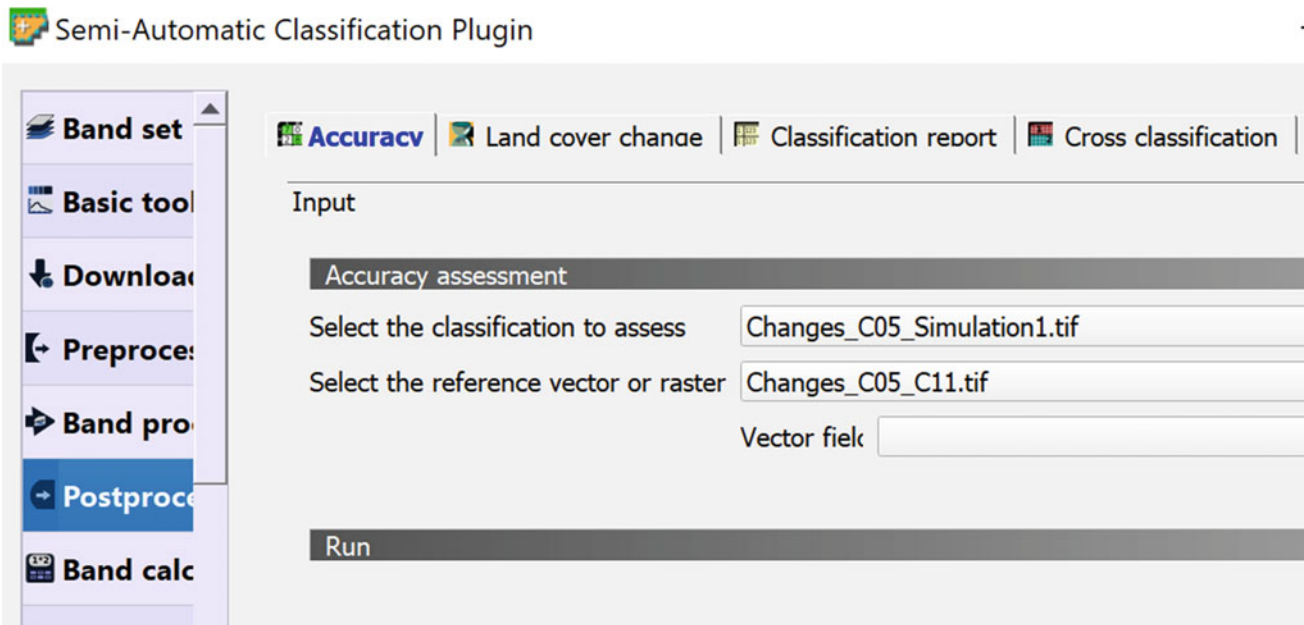 Semi-Automatic Classification Plugin
Band set
Basic tool
Download
Preproces
Band pro
Postproce
Band calc
Accuracy
Land cover change
Classification report
Cross classification
Input
Accuracy assessment
Select the classification to assess
Changes_C05_Simulation1.tif
Select the reference vector or raster
Changes_C05_C11.tif
Vector field
Run